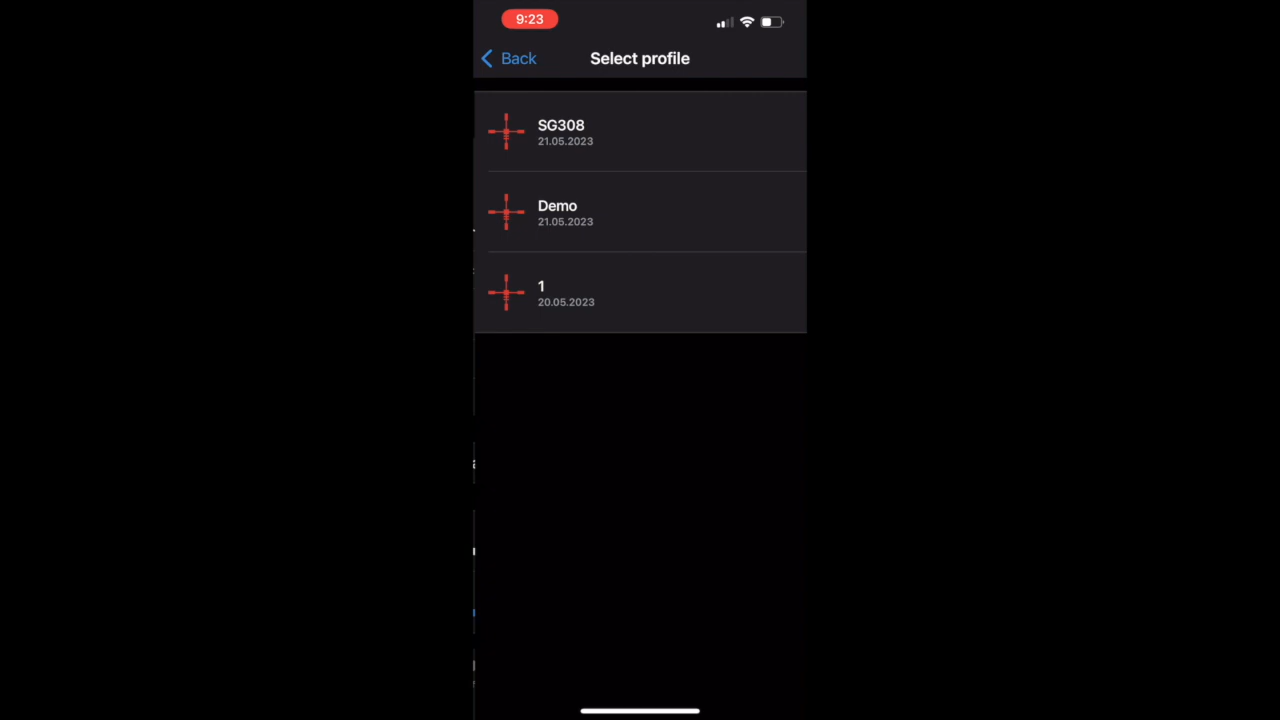 9:23
Back
Select profile
SG308
21.05.2023
Demo
21.05.2023
1
20.05.2023